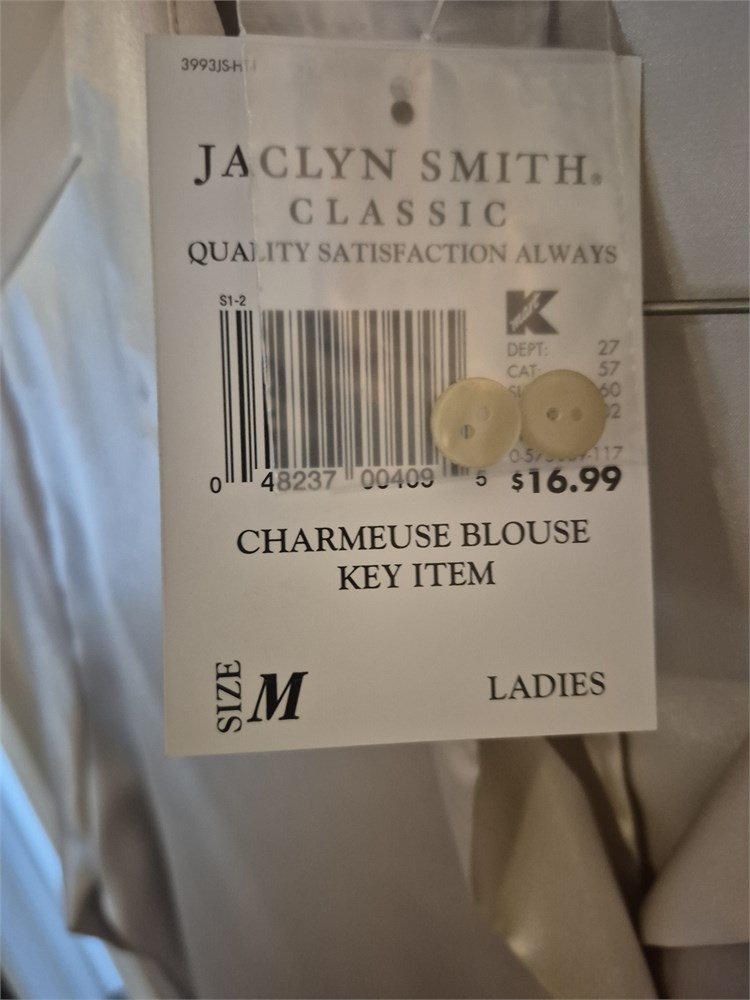 3993JS-H
JACLYN SMITH®
CLASSIC
QUALITY SATISFACTION ALWAYS
S1-2
Kmart
DEPT: 27
CAT: 57
0 48237 00409 5
$16.99
CHARMEUSE BLOUSE
KEY ITEM
SIZE M
LADIES